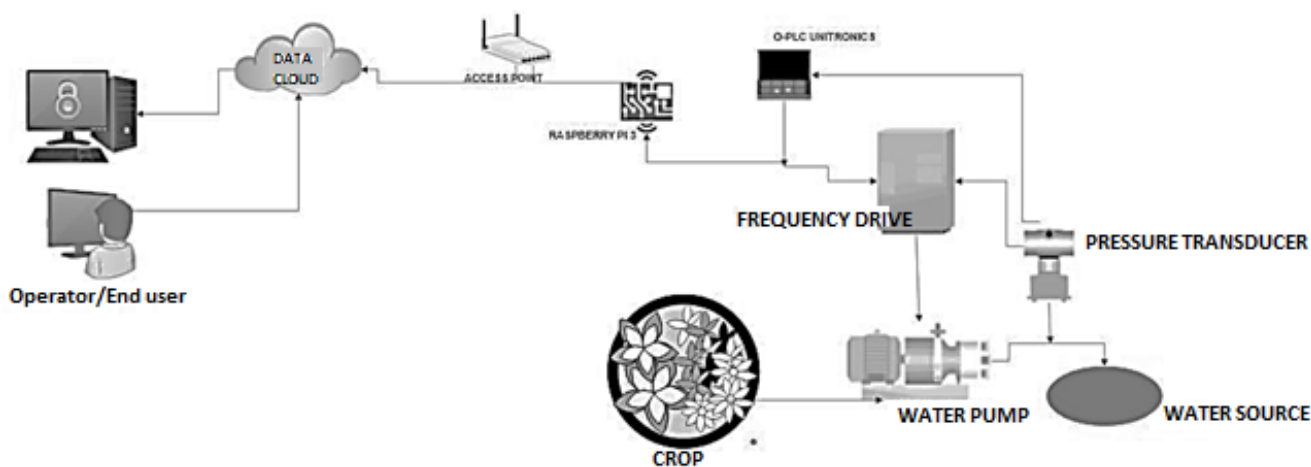 O-PLC UNITRONICS
DATA
CLOUD
ACCESS POINT
RASPBERRY PI 3
FREQUENCY DRIVE
PRESSURE TRANSDUCER
Operator/End user
WATER PUMP
WATER SOURCE
CROP